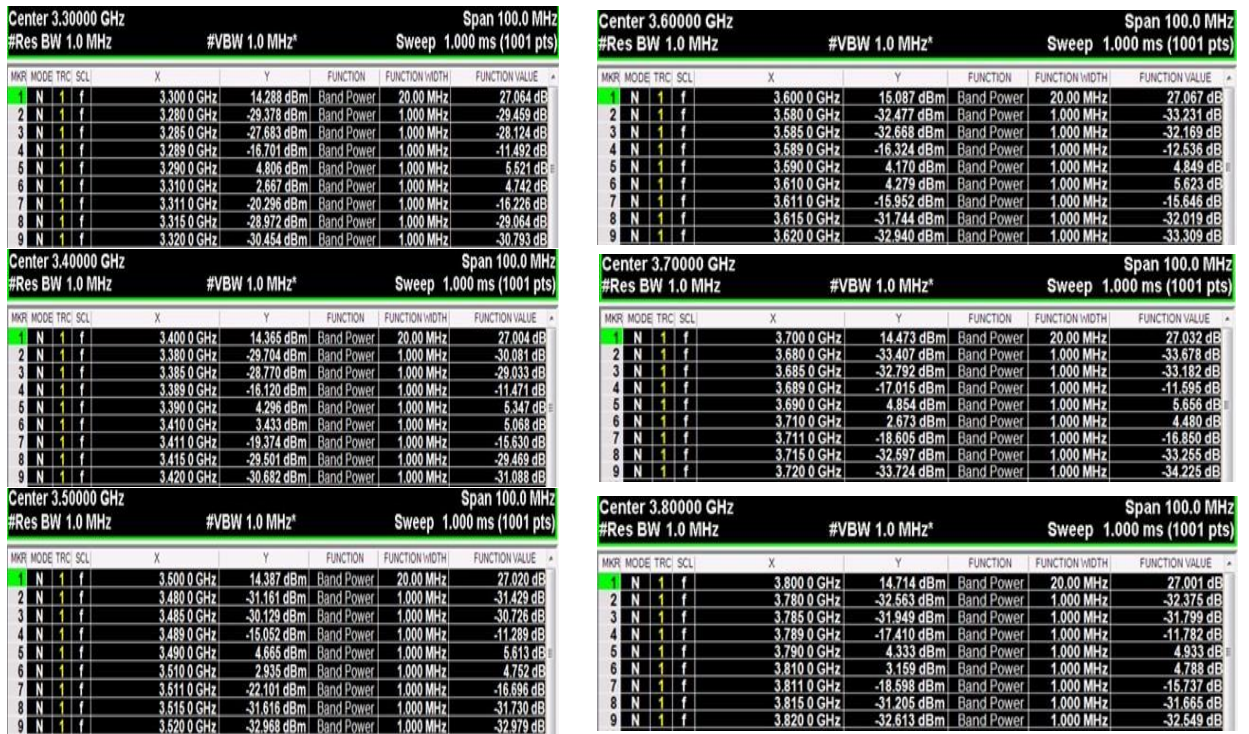 Center 3.30000 GHz Span 100.0 MHz
#Res BW 1.0 MHz #VBW 1.0 MHz* Sweep 1.000 ms (1001 pts)
MKR MODE TRC SCL X Y FUNCTION FUNCTION WIDTH FUNCTION VALUE
1 N 1 f 3.300 0 GHz 14.288 dBm Band Power 20.00 MHz 27.064 dB
2 N 1 f 3.280 0 GHz -29.378 dBm Band Power 1.000 MHz -29.459 dB
3 N 1 f 3.285 0 GHz -27.683 dBm Band Power 1.000 MHz -28.124 dB
4 N 1 f 3.289 0 GHz -16.701 dBm Band Power 1.000 MHz -11.492 dB
5 N 1 f 3.290 0 GHz 4.806 dBm Band Power 1.000 MHz 5.521 dB
6 N 1 f 3.310 0 GHz 2.667 dBm Band Power 1.000 MHz 4.742 dB
7 N 1 f 3.311 0 GHz -20.296 dBm Band Power 1.000 MHz -16.226 dB
8 N 1 f 3.315 0 GHz -28.972 dBm Band Power 1.000 MHz -29.064 dB
9 N 1 f 3.320 0 GHz -30.454 dBm Band Power 1.000 MHz -30.793 dB
Center 3.40000 GHz Span 100.0 MHz
#Res BW 1.0 MHz #VBW 1.0 MHz* Sweep 1.000 ms (1001 pts)
MKR MODE TRC SCL X Y FUNCTION FUNCTION WIDTH FUNCTION VALUE
1 N 1 f 3.400 0 GHz 14.365 dBm Band Power 20.00 MHz 27.004 dB
2 N 1 f 3.380 0 GHz -29.704 dBm Band Power 1.000 MHz -30.081 dB
3 N 1 f 3.385 0 GHz -28.770 dBm Band Power 1.000 MHz -29.033 dB
4 N 1 f 3.389 0 GHz -16.120 dBm Band Power 1.000 MHz -11.471 dB
5 N 1 f 3.390 0 GHz 4.296 dBm Band Power 1.000 MHz 5.347 dB
6 N 1 f 3.410 0 GHz 3.433 dBm Band Power 1.000 MHz 5.068 dB
7 N 1 f 3.411 0 GHz -19.374 dBm Band Power 1.000 MHz -15.630 dB
8 N 1 f 3.415 0 GHz -29.501 dBm Band Power 1.000 MHz -29.469 dB
9 N 1 f 3.420 0 GHz -30.682 dBm Band Power 1.000 MHz -31.088 dB
Center 3.50000 GHz Span 100.0 MHz
#Res BW 1.0 MHz #VBW 1.0 MHz* Sweep 1.000 ms (1001 pts)
MKR MODE TRC SCL X Y FUNCTION FUNCTION WIDTH FUNCTION VALUE
1 N 1 f 3.500 0 GHz 14.387 dBm Band Power 20.00 MHz 27.020 dB
2 N 1 f 3.480 0 GHz -31.161 dBm Band Power 1.000 MHz -31.429 dB
3 N 1 f 3.485 0 GHz -30.129 dBm Band Power 1.000 MHz -30.726 dB
4 N 1 f 3.489 0 GHz -15.052 dBm Band Power 1.000 MHz -11.289 dB
5 N 1 f 3.490 0 GHz 4.665 dBm Band Power 1.000 MHz 5.613 dB
6 N 1 f 3.510 0 GHz 2.935 dBm Band Power 1.000 MHz 4.752 dB
7 N 1 f 3.511 0 GHz -22.101 dBm Band Power 1.000 MHz -16.696 dB
8 N 1 f 3.515 0 GHz -31.616 dBm Band Power 1.000 MHz -31.730 dB
9 N 1 f 3.520 0 GHz -32.968 dBm Band Power 1.000 MHz -32.979 dB
Center 3.60000 GHz Span 100.0 MHz
#Res BW 1.0 MHz #VBW 1.0 MHz* Sweep 1.000 ms (1001 pts)
MKR MODE TRC SCL X Y FUNCTION FUNCTION WIDTH FUNCTION VALUE
1 N 1 f 3.600 0 GHz 15.087 dBm Band Power 20.00 MHz 27.067 dB
2 N 1 f 3.580 0 GHz -32.477 dBm Band Power 1.000 MHz -33.231 dB
3 N 1 f 3.585 0 GHz -32.668 dBm Band Power 1.000 MHz -32.169 dB
4 N 1 f 3.589 0 GHz -16.324 dBm Band Power 1.000 MHz -12.536 dB
5 N 1 f 3.590 0 GHz 4.170 dBm Band Power 1.000 MHz 4.849 dB
6 N 1 f 3.610 0 GHz 4.279 dBm Band Power 1.000 MHz 5.623 dB
7 N 1 f 3.611 0 GHz -15.952 dBm Band Power 1.000 MHz -15.646 dB
8 N 1 f 3.615 0 GHz -31.744 dBm Band Power 1.000 MHz -32.019 dB
9 N 1 f 3.620 0 GHz -32.940 dBm Band Power 1.000 MHz -33.309 dB
Center 3.70000 GHz Span 100.0 MHz
#Res BW 1.0 MHz #VBW 1.0 MHz* Sweep 1.000 ms (1001 pts)
MKR MODE TRC SCL X Y FUNCTION FUNCTION WIDTH FUNCTION VALUE
1 N 1 f 3.700 0 GHz 14.473 dBm Band Power 20.00 MHz 27.032 dB
2 N 1 f 3.680 0 GHz -33.407 dBm Band Power 1.000 MHz -33.678 dB
3 N 1 f 3.685 0 GHz -32.792 dBm Band Power 1.000 MHz -33.182 dB
4 N 1 f 3.689 0 GHz -17.015 dBm Band Power 1.000 MHz -11.595 dB
5 N 1 f 3.690 0 GHz 4.854 dBm Band Power 1.000 MHz 5.656 dB
6 N 1 f 3.710 0 GHz 2.673 dBm Band Power 1.000 MHz 4.480 dB
7 N 1 f 3.711 0 GHz -18.605 dBm Band Power 1.000 MHz -16.850 dB
8 N 1 f 3.715 0 GHz -32.597 dBm Band Power 1.000 MHz -33.255 dB
9 N 1 f 3.720 0 GHz -33.724 dBm Band Power 1.000 MHz -34.225 dB
Center 3.80000 GHz Span 100.0 MHz
#Res BW 1.0 MHz #VBW 1.0 MHz* Sweep 1.000 ms (1001 pts)
MKR MODE TRC SCL X Y FUNCTION FUNCTION WIDTH FUNCTION VALUE
1 N 1 f 3.800 0 GHz 14.714 dBm Band Power 20.00 MHz 27.001 dB
2 N 1 f 3.780 0 GHz -32.563 dBm Band Power 1.000 MHz -32.375 dB
3 N 1 f 3.785 0 GHz -31.949 dBm Band Power 1.000 MHz -31.799 dB
4 N 1 f 3.789 0 GHz -17.410 dBm Band Power 1.000 MHz -11.782 dB
5 N 1 f 3.790 0 GHz 4.333 dBm Band Power 1.000 MHz 4.933 dB
6 N 1 f 3.810 0 GHz 3.159 dBm Band Power 1.000 MHz 4.788 dB
7 N 1 f 3.811 0 GHz -18.598 dBm Band Power 1.000 MHz -15.737 dB
8 N 1 f 3.815 0 GHz -31.205 dBm Band Power 1.000 MHz -31.665 dB
9 N 1 f 3.820 0 GHz -32.613 dBm Band Power 1.000 MHz -32.549 dB